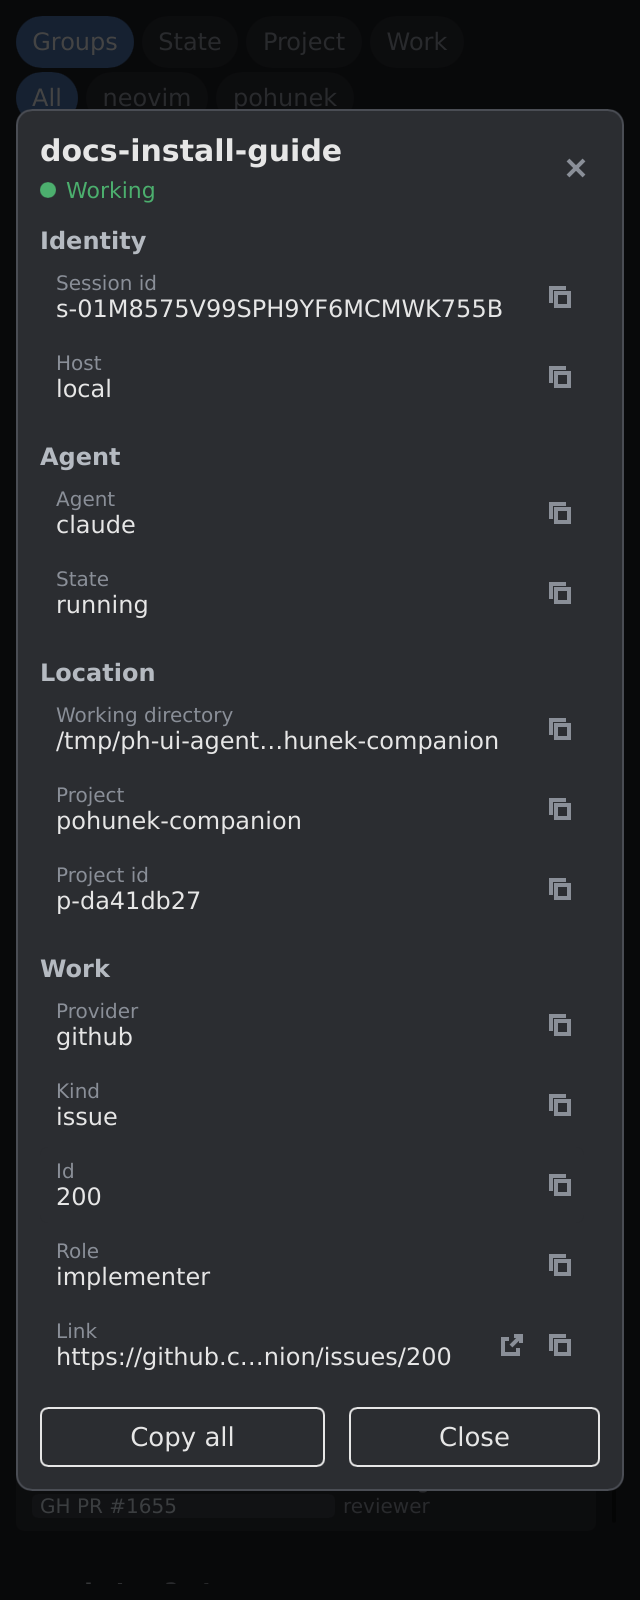 Groups State Project Work
All neovim pohunek
docs-install-guide
Working
Identity
Session id
s-01M8575V99SPH9YF6MCMWK755B
Host
local
Agent
Agent
claude
State
running
Location
Working directory
/tmp/ph-ui-agent…hunek-companion
Project
pohunek-companion
Project id
p-da41db27
Work
Provider
github
Kind
issue
Id
200
Role
implementer
Link
https://github.c…nion/issues/200
Copy all Close
GH PR #1655 reviewer